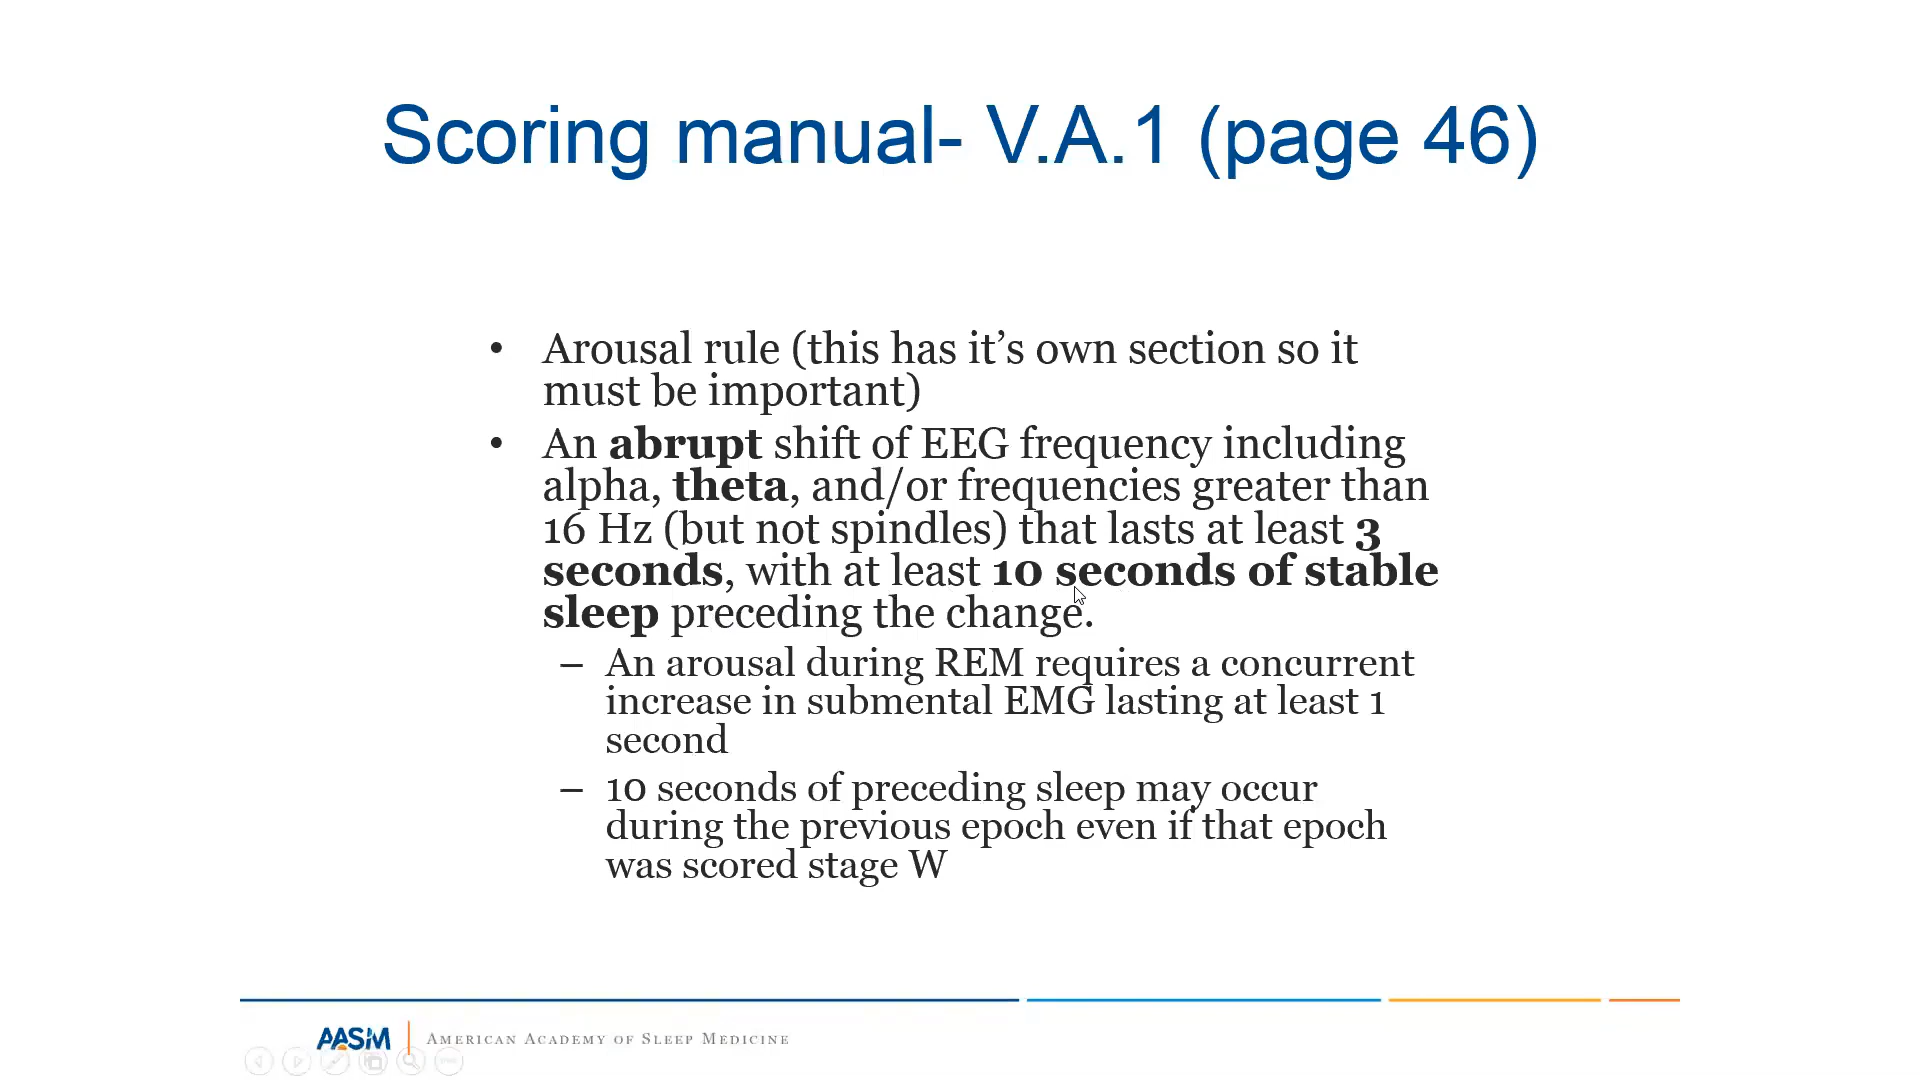 Scoring manual- V.A.1 (page 46)
• Arousal rule (this has it’s own section so it
must be important)
• An abrupt shift of EEG frequency including
alpha, theta, and/or frequencies greater than
16 Hz (but not spindles) that lasts at least 3
seconds, with at least 10 seconds of stable
sleep preceding the change.
– An arousal during REM requires a concurrent
increase in submental EMG lasting at least 1
second
– 10 seconds of preceding sleep may occur
during the previous epoch even if that epoch
was scored stage W
AASM
AMERICAN ACADEMY OF SLEEP MEDICINE